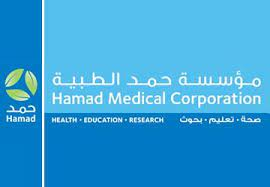 حمد
Hamad
مؤسسة حمد الطبية
Hamad Medical Corporation
HEALTH • EDUCATION • RESEARCH صحة • تعليم • بحوث